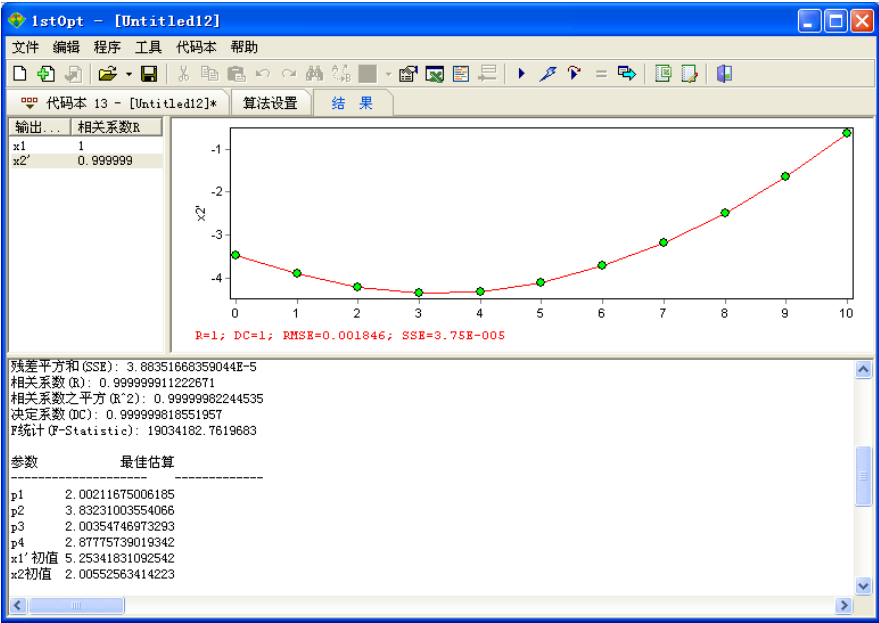 1stOpt - [Untitled12]
文件 编辑 程序 工具 代码本 帮助
代码本 13 - [Untitled12]* 算法设置 结 果
输出... 相关系数R
x1 1
x2' 0.999999
-1
-2
-3
-4
x2'
0 1 2 3 4 5 6 7 8 9 10
R=1; DC=1; RMSE=0.001846; SSE=3.75E-005
残差平方和(SSE): 3.88351668359044E-5
相关系数(R): 0.999999911222671
相关系数之平方(R^2): 0.99999982244535
决定系数(DC): 0.999999818551957
F统计(F-Statistic): 19034182.7619683
参数 最佳估算
-------------------- -------------
p1 2.00211675006185
p2 3.83231003554066
p3 2.00354746973293
p4 2.87775739019342
x1'初值 5.25341831092542
x2初值 2.00552563414223